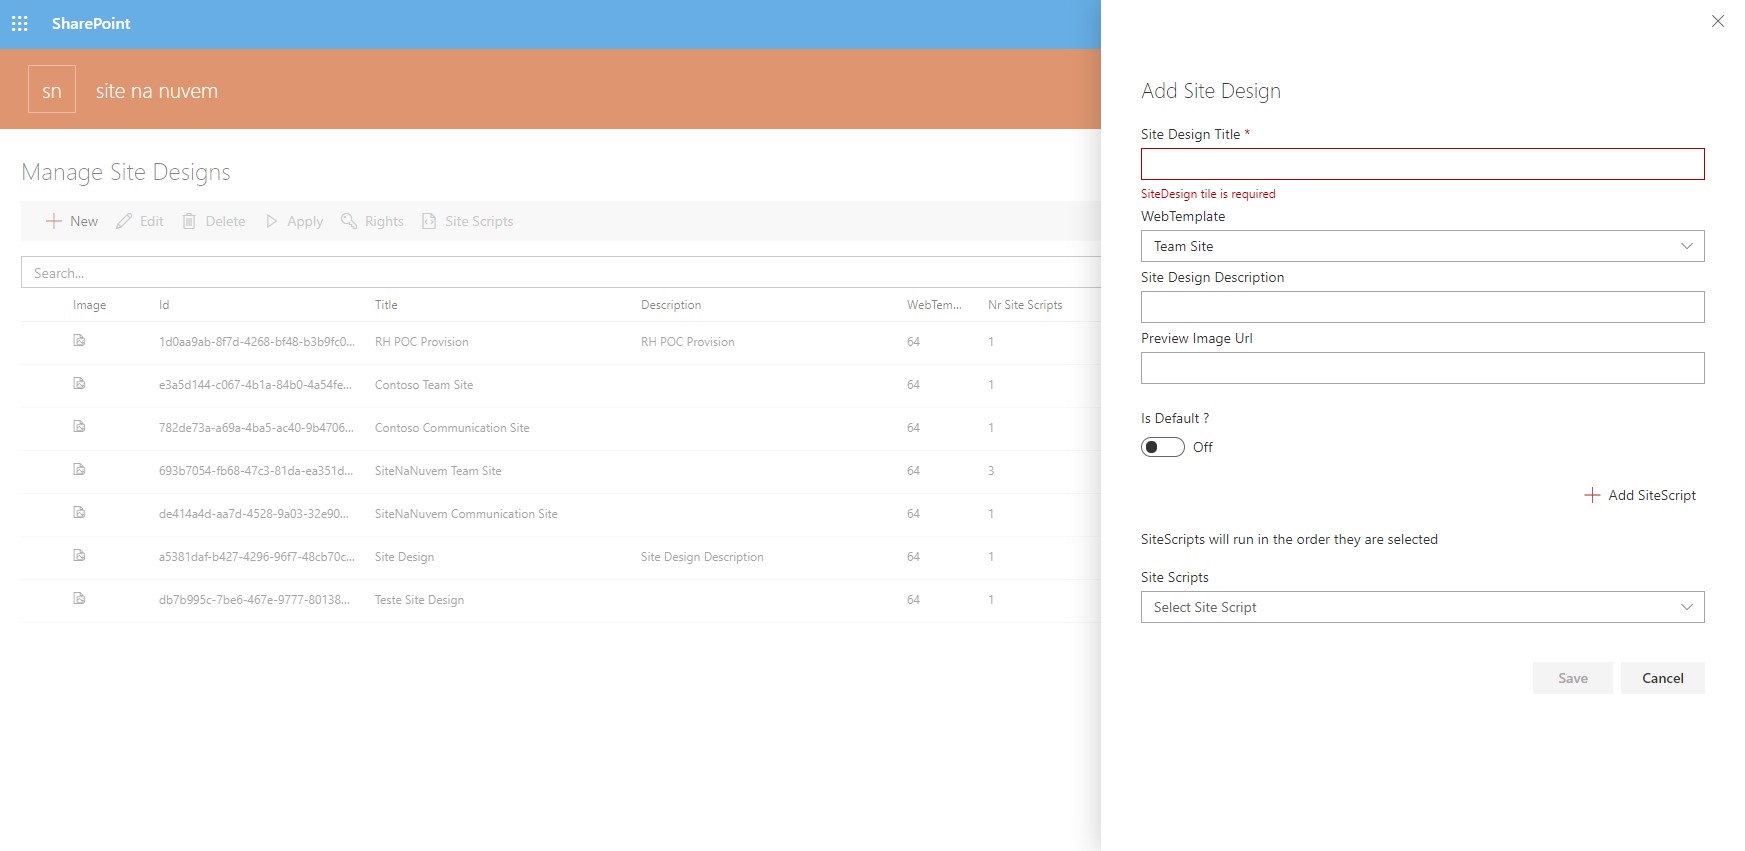 SharePoint
sn site na nuvem
Manage Site Designs
New Edit Delete Apply Rights Site Scripts
Search...
Image Id Title Description WebTem... Nr Site Scripts
1d0aa9ab-8f7d-4268-bf48-b3b9fc0... RH POC Provision RH POC Provision 64 1
e3a5d144-c067-4b1a-84b0-4a54fe... Contoso Team Site 64 1
782de73a-a69a-4ba5-ac40-9b4706... Contoso Communication Site 64 1
693b7054-fb68-47c3-81da-ea351d... SiteNaNuvem Team Site 64 3
de414a4d-aa7d-4528-9a03-32e90... SiteNaNuvem Communication Site 64 1
a5381daf-b427-4296-96f7-48cb70c... Site Design Site Design Description 64 1
db7b995c-7be6-467e-9777-80138... Teste Site Design 64 1
Add Site Design
Site Design Title *
SiteDesign tile is required
WebTemplate
Team Site
Site Design Description
Preview Image Url
Is Default ?
Off
Add SiteScript
SiteScripts will run in the order they are selected
Site Scripts
Select Site Script
Save Cancel